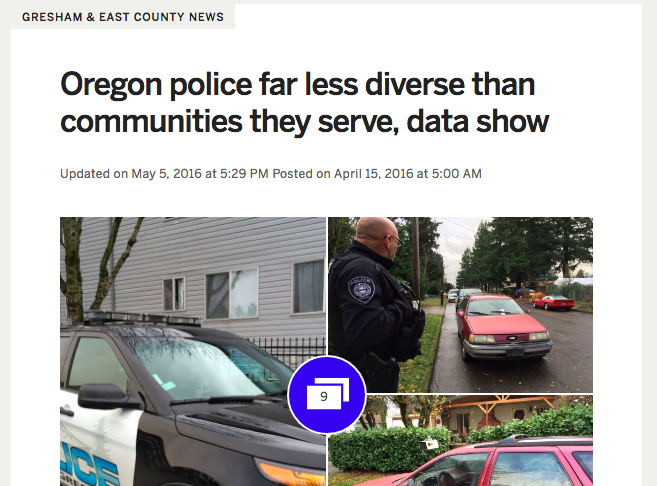 GRESHAM & EAST COUNTY NEWS
Oregon police far less diverse than
communities they serve, data show
Updated on May 5, 2016 at 5:29 PM Posted on April 15, 2016 at 5:00 AM
POLICE
9